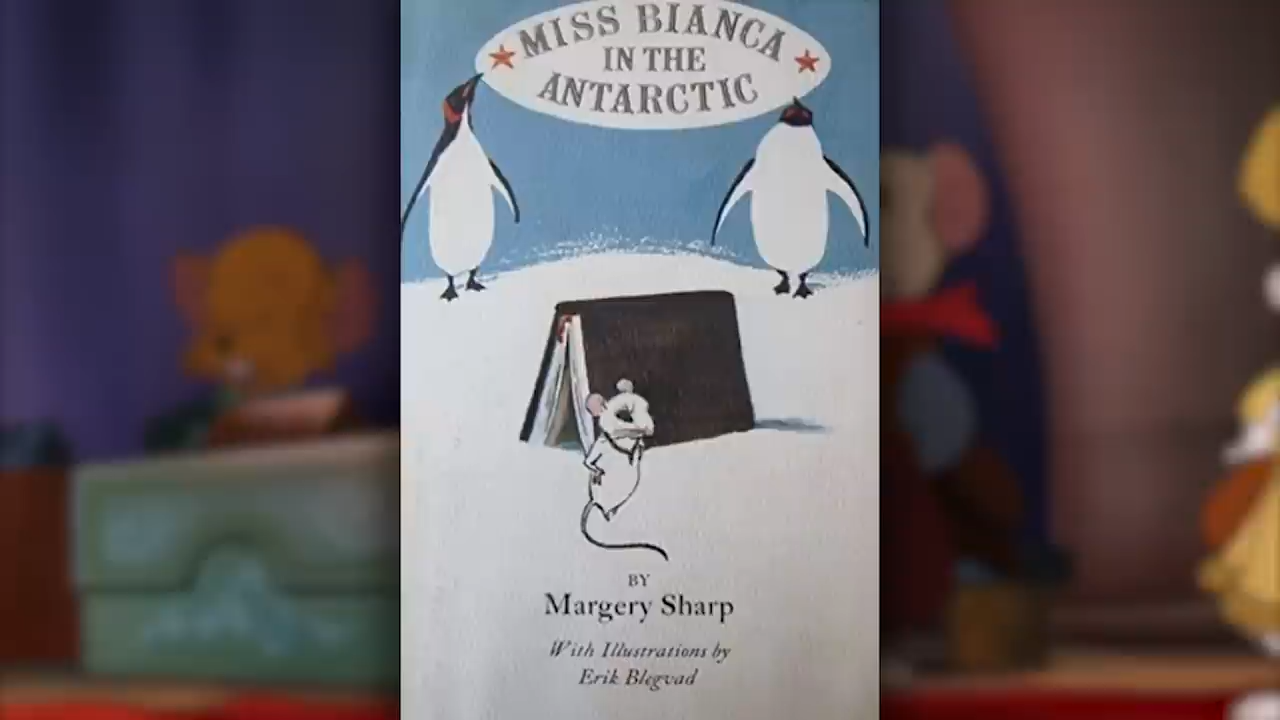 MISS BIANCA
IN THE
ANTARCTIC
BY
Margery Sharp
With Illustrations by
Erik Blegvad